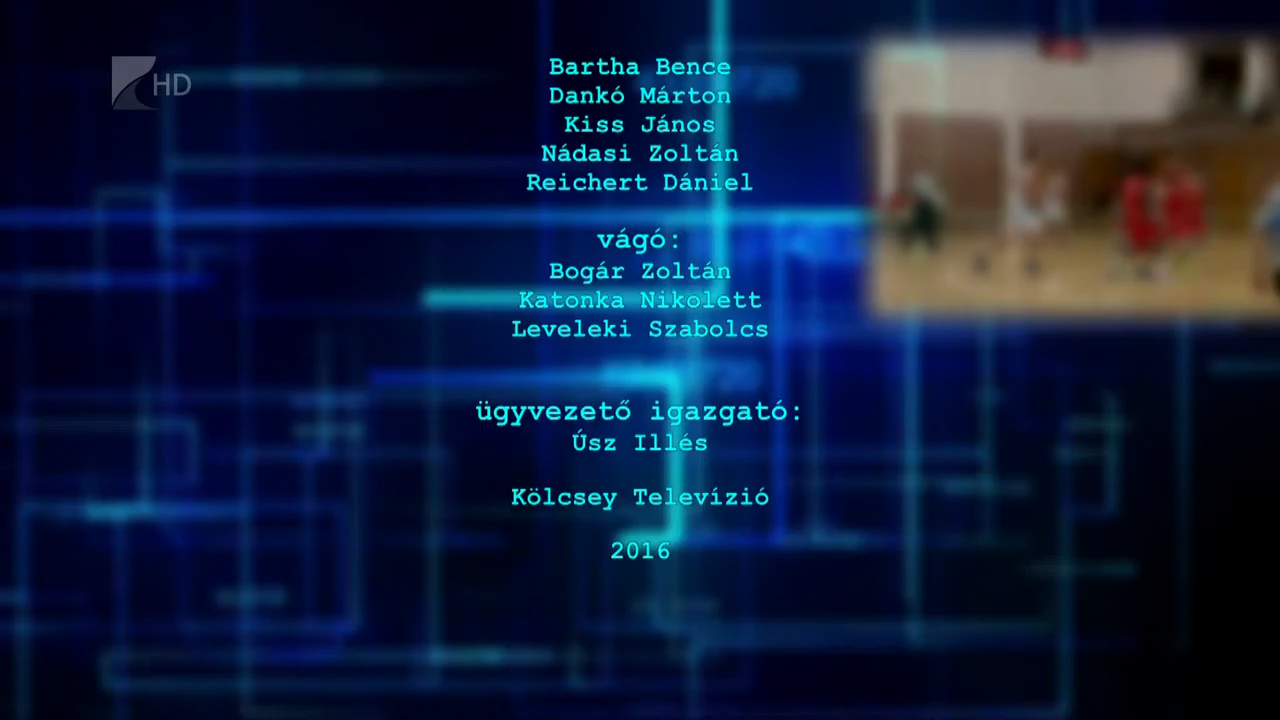 HD
Bartha Bence
Dankó Márton
Kiss János
Nádasi Zoltán
Reichert Dániel
vágó:
Bogár Zoltán
Katonka Nikolett
Leveleki Szabolcs
ügyvezető igazgató:
Úsz Illés
Kölcsey Televízió
2016